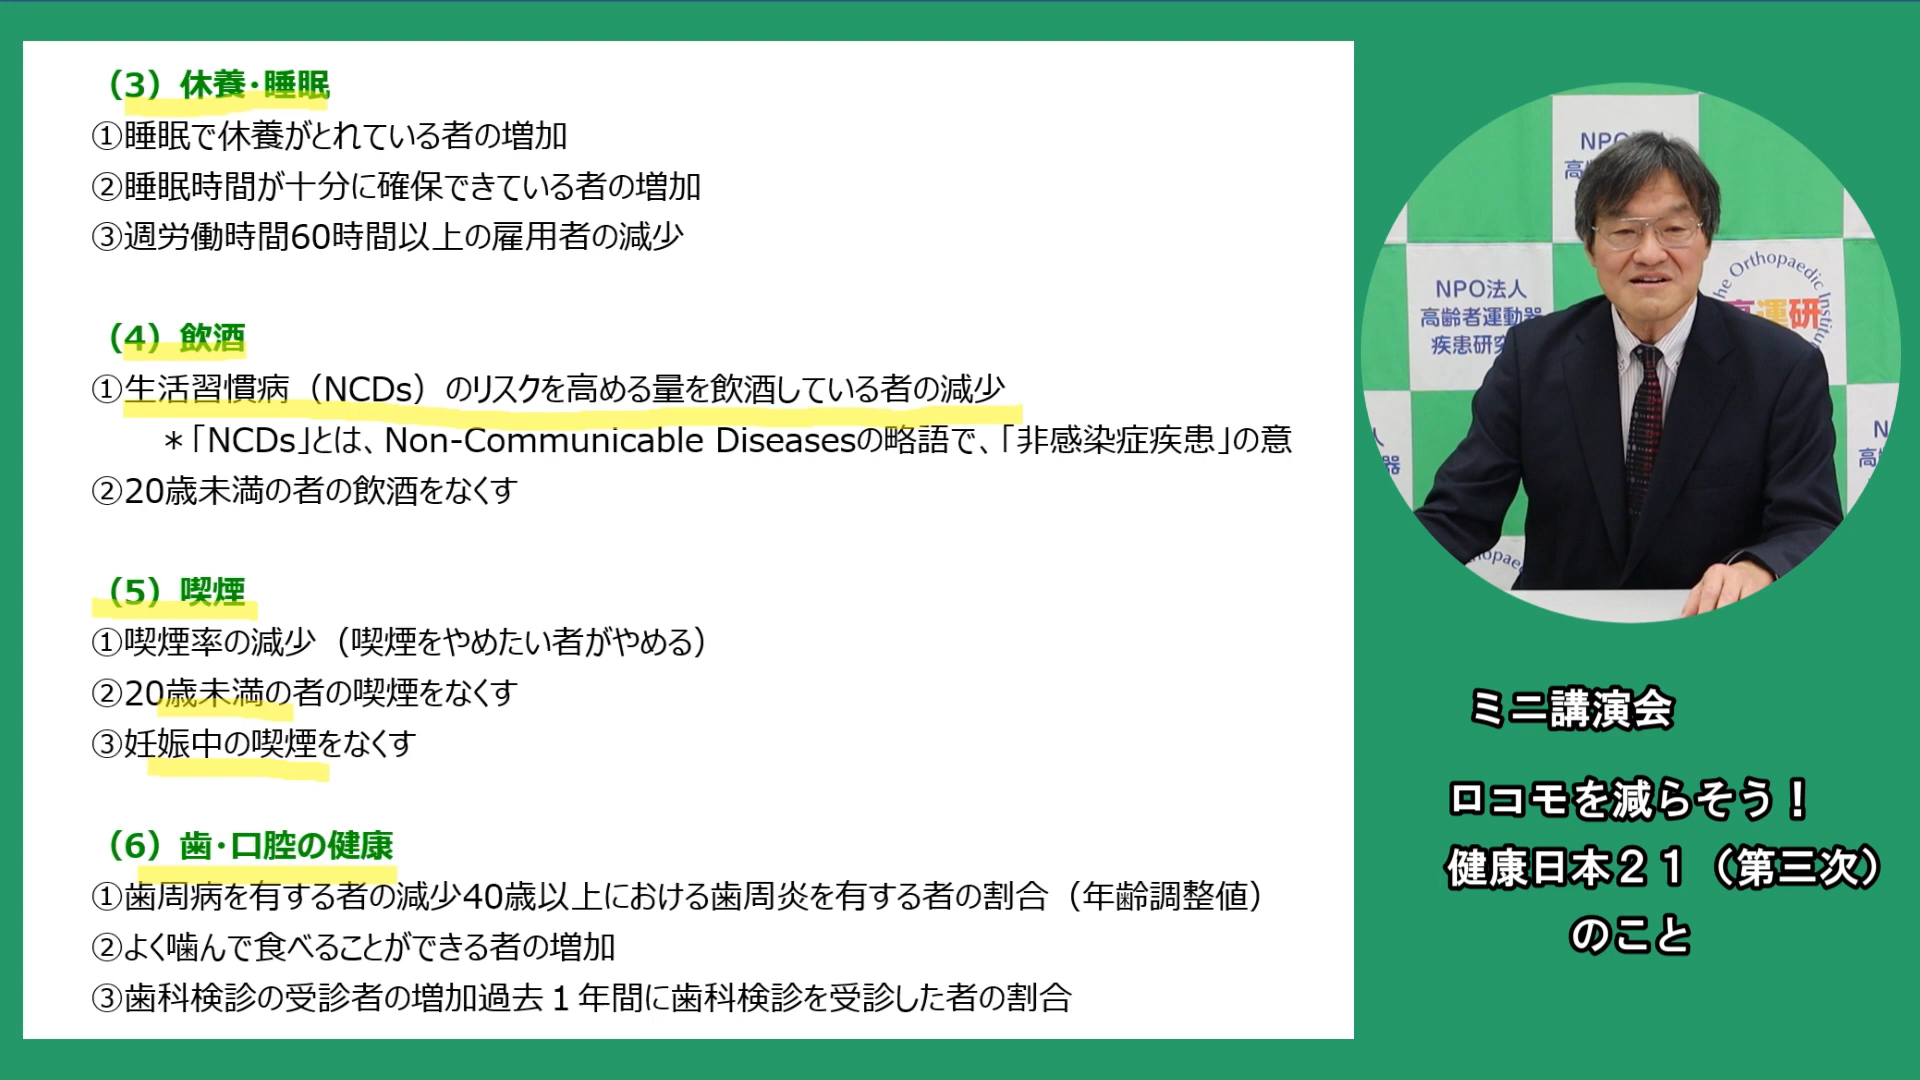 （3）休養・睡眠
①睡眠で休養がとれている者の増加
②睡眠時間が十分に確保できている者の増加
③週労働時間60時間以上の雇用者の減少
（4）飲酒
①生活習慣病（NCDs）のリスクを高める量を飲酒している者の減少
＊「NCDs」とは、Non-Communicable Diseasesの略語で、「非感染症疾患」の意
②20歳未満の者の飲酒をなくす
（5）喫煙
①喫煙率の減少（喫煙をやめたい者がやめる）
②20歳未満の者の喫煙をなくす
③妊娠中の喫煙をなくす
（6）歯・口腔の健康
①歯周病を有する者の減少40歳以上における歯周炎を有する者の割合（年齢調整値）
②よく噛んで食べることができる者の増加
③歯科検診の受診者の増加過去１年間に歯科検診を受診した者の割合
NPO
高
NPO法人
高齢者運動器
疾患研究
he Orthopaedic Institu
高運研
ミニ講演会
ロコモを減らそう！
健康日本２１（第三次）
のこと